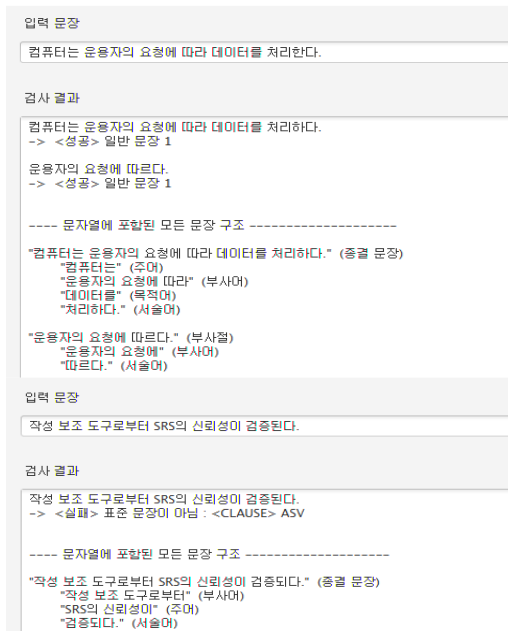 입력 문장
컴퓨터는 운용자의 요청에 따라 데이터를 처리한다.
검사 결과
컴퓨터는 운용자의 요청에 따라 데이터를 처리하다.
-> <성공> 일반 문장 1
운용자의 요청에 따르다.
-> <성공> 일반 문장 1
---- 문자열에 포함된 모든 문장 구조 --------------------
"컴퓨터는 운용자의 요청에 따라 데이터를 처리하다." (종결 문장)
"컴퓨터는" (주어)
"운용자의 요청에 따라" (부사어)
"데이터를" (목적어)
"처리하다." (서술어)
"운용자의 요청에 따르다." (부사절)
"운용자의 요청에" (부사어)
"따르다." (서술어)
입력 문장
작성 보조 도구로부터 SRS의 신뢰성이 검증된다.
검사 결과
작성 보조 도구로부터 SRS의 신뢰성이 검증된다.
-> <실패> 표준 문장이 아님 : <CLAUSE> ASV
---- 문자열에 포함된 모든 문장 구조 --------------------
"작성 보조 도구로부터 SRS의 신뢰성이 검증되다." (종결 문장)
"작성 보조 도구로부터" (부사어)
"SRS의 신뢰성이" (주어)
"검증되다." (서술어)